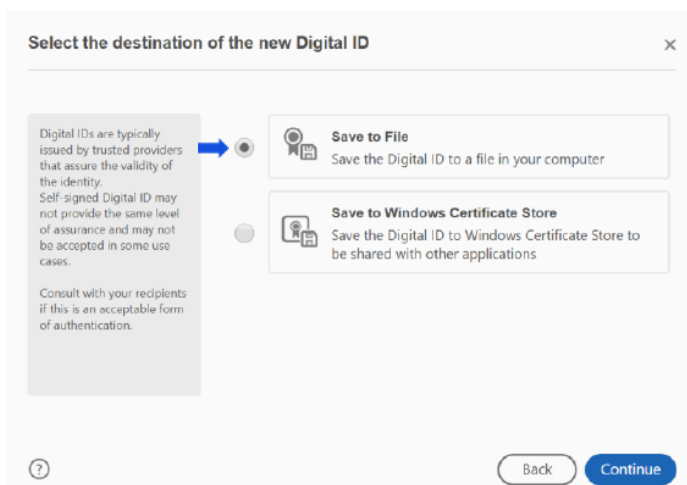 Select the destination of the new Digital ID
Digital IDs are typically
issued by trusted providers
that assure the validity of
the identity.
Self-signed Digital ID may
not provide the same level
of assurance and may not
be accepted in some use
cases.
Consult with your recipients
if this is an acceptable form
of authentication.
Save to File
Save the Digital ID to a file in your computer
Save to Windows Certificate Store
Save the Digital ID to Windows Certificate Store to
be shared with other applications
?
Back
Continue